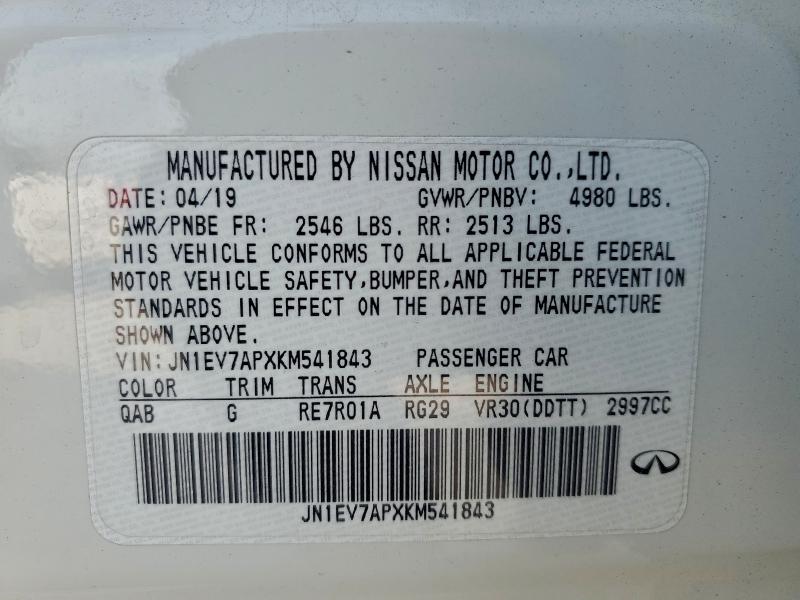 MANUFACTURED BY NISSAN MOTOR CO.,LTD.
DATE: 04/19 GVWR/PNBV: 4980 LBS.
GAWR/PNBE FR: 2546 LBS. RR: 2513 LBS.
THIS VEHICLE CONFORMS TO ALL APPLICABLE FEDERAL
MOTOR VEHICLE SAFETY,BUMPER,AND THEFT PREVENTION
STANDARDS IN EFFECT ON THE DATE OF MANUFACTURE
SHOWN ABOVE.
VIN: JN1EV7APXKM541843 PASSENGER CAR
COLOR TRIM TRANS AXLE ENGINE
QAB G RE7R01A RG29 VR30(DDTT) 2997CC
JN1EV7APXKM541843